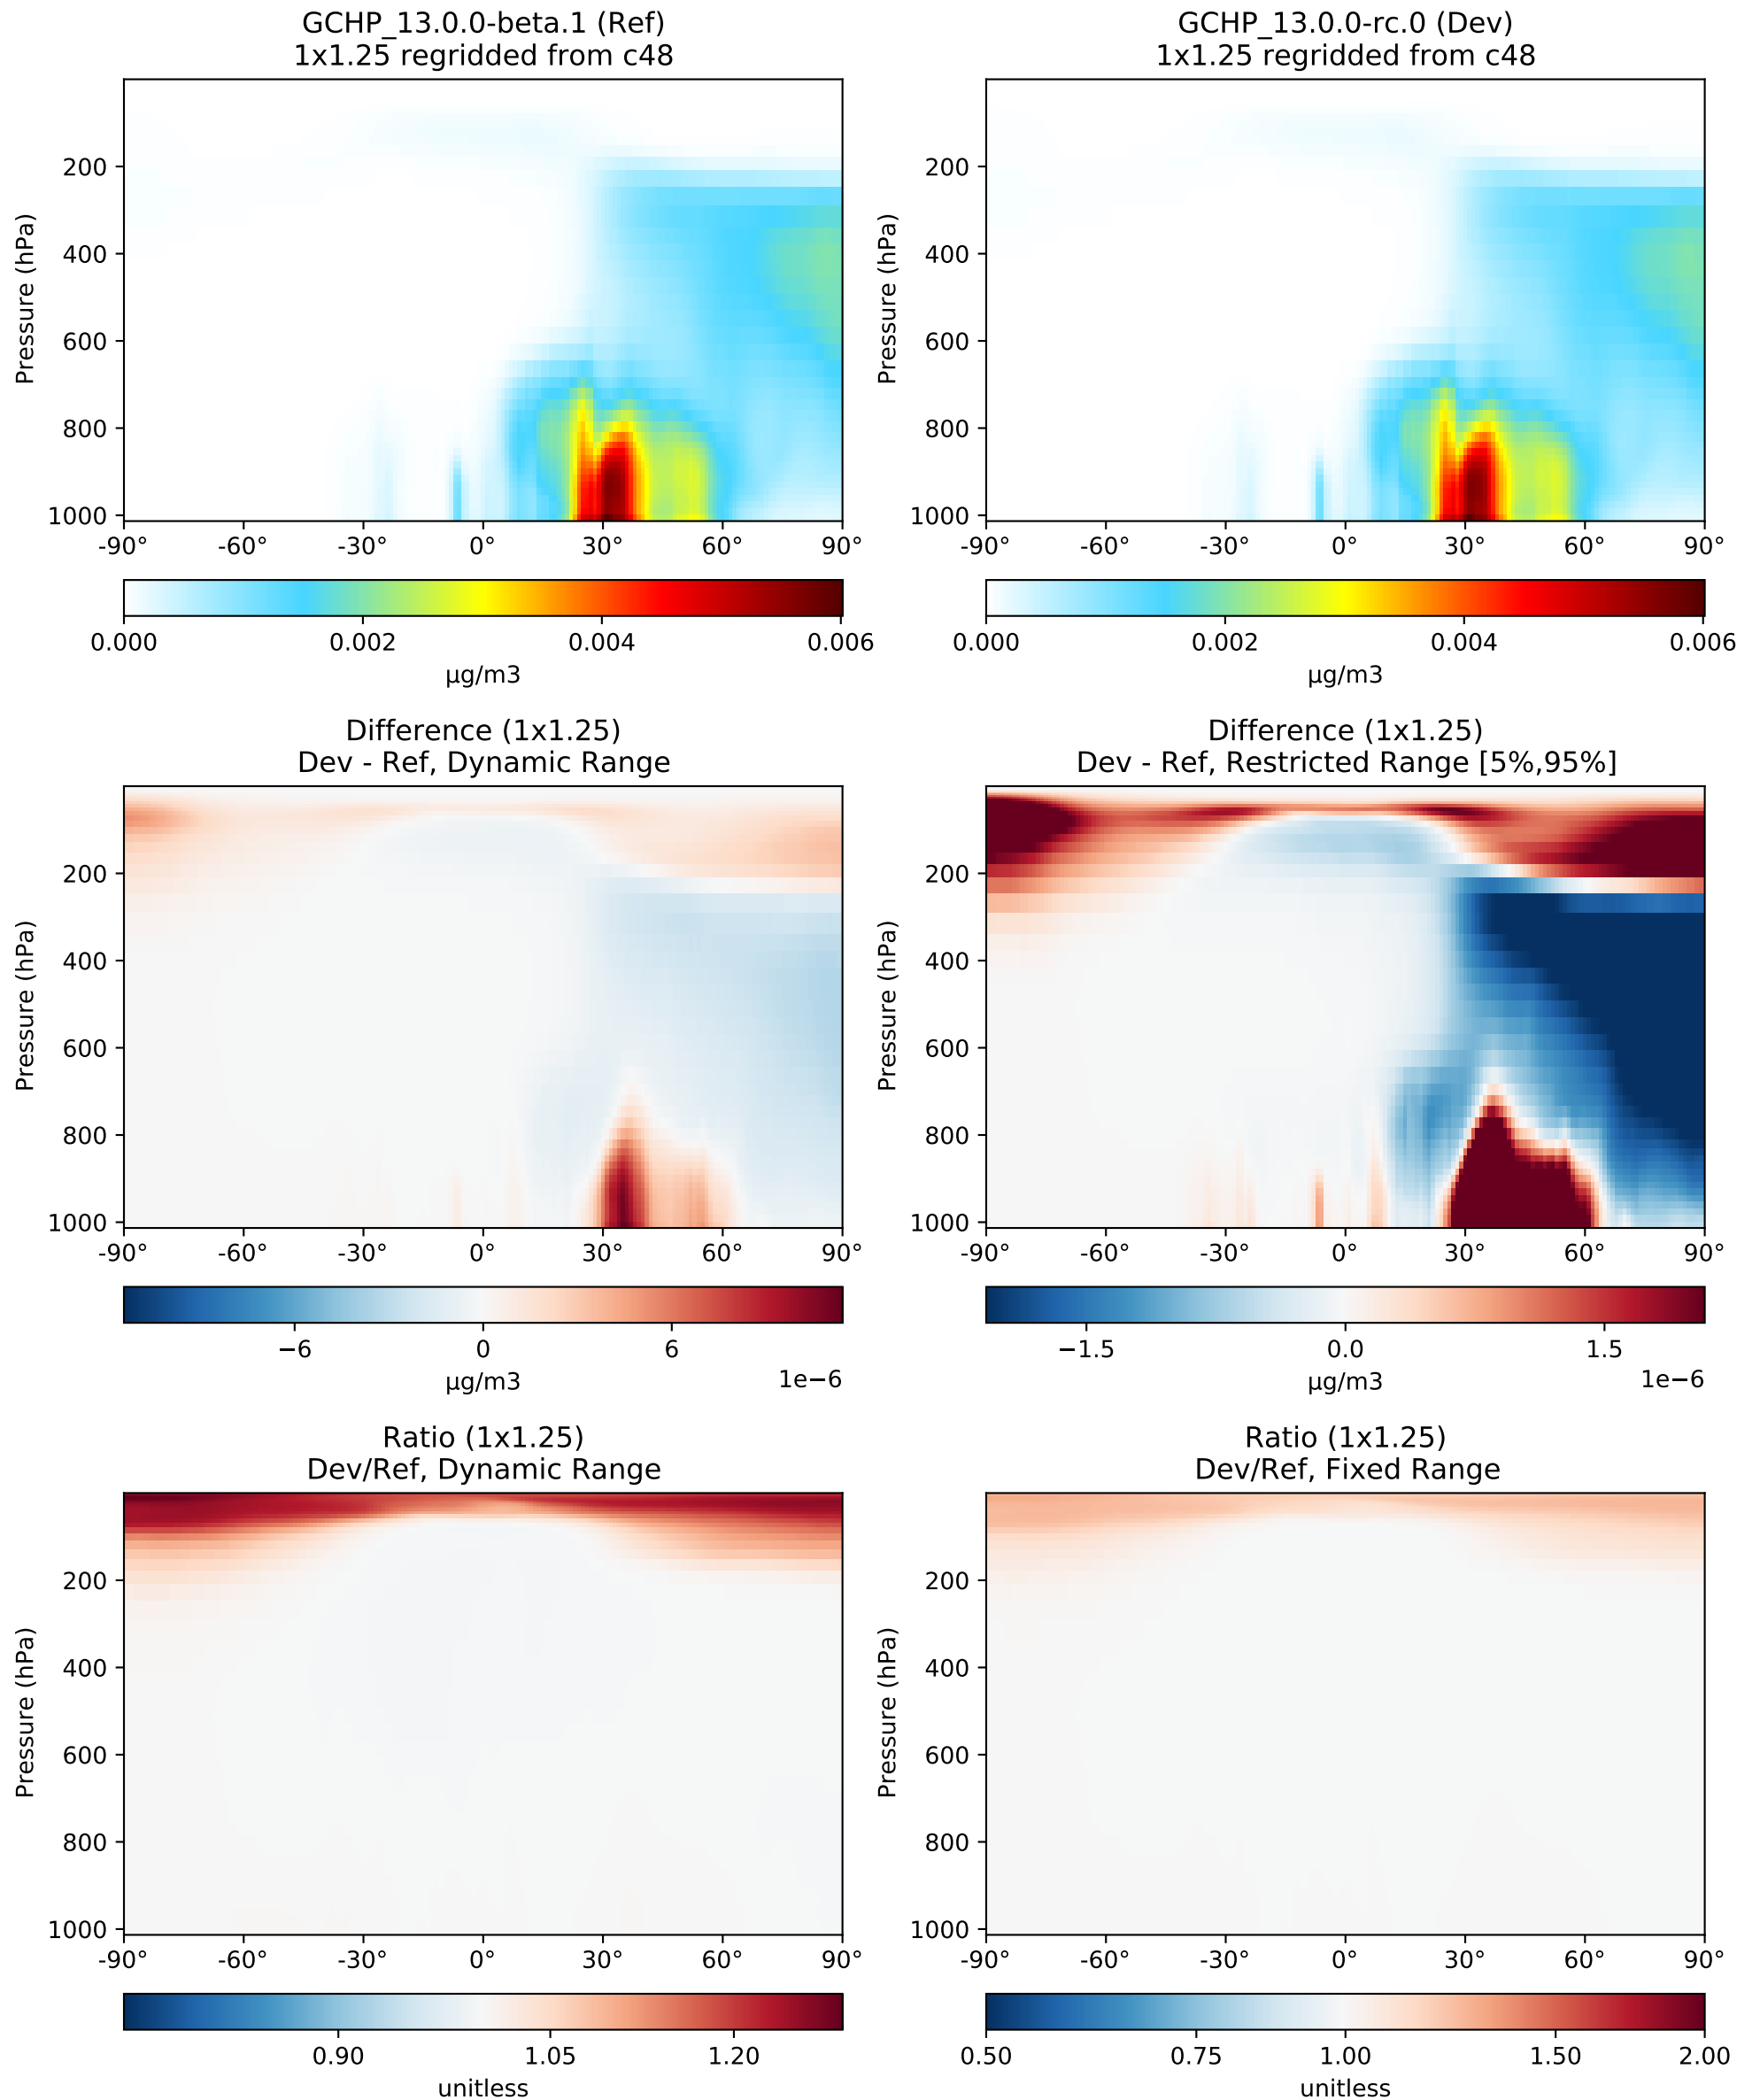 GCHP_13.0.0-beta.1 (Ref)
1x1.25 regridded from c48
Pressure (hPa)
200
400
600
800
1000
-90° -60° -30° 0° 30° 60° 90°
0.000 0.002 0.004 0.006
μg/m3
GCHP_13.0.0-rc.0 (Dev)
1x1.25 regridded from c48
Pressure (hPa)
200
400
600
800
1000
-90° -60° -30° 0° 30° 60° 90°
0.000 0.002 0.004 0.006
μg/m3
Difference (1x1.25)
Dev - Ref, Dynamic Range
Pressure (hPa)
200
400
600
800
1000
-90° -60° -30° 0° 30° 60° 90°
−6 0 6
μg/m3 1e−6
Difference (1x1.25)
Dev - Ref, Restricted Range [5%,95%]
Pressure (hPa)
200
400
600
800
1000
-90° -60° -30° 0° 30° 60° 90°
−1.5 0.0 1.5
μg/m3 1e−6
Ratio (1x1.25)
Dev/Ref, Dynamic Range
Pressure (hPa)
200
400
600
800
1000
-90° -60° -30° 0° 30° 60° 90°
0.90 1.05 1.20
unitless
Ratio (1x1.25)
Dev/Ref, Fixed Range
Pressure (hPa)
200
400
600
800
1000
-90° -60° -30° 0° 30° 60° 90°
0.50 0.75 1.00 1.50 2.00
unitless